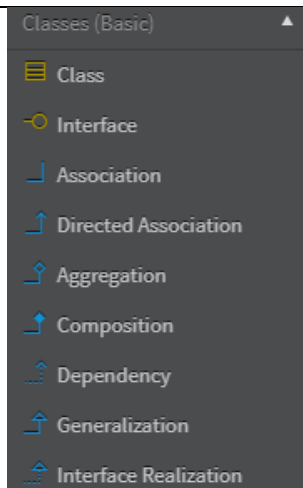 Classes (Basic)
Class
Interface
Association
Directed Association
Aggregation
Composition
Dependency
Generalization
Interface Realization